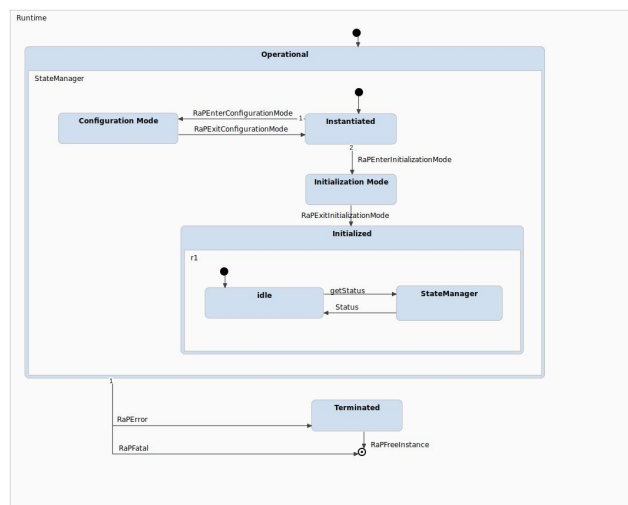 Runtime
Operational
StateManager
RaPEnterConfigurationMode
1
Configuration Mode
Instantiated
RaPExitConfigurationMode
2
RaPEnterInitializationMode
Initialization Mode
RaPExitInitializationMode
Initialized
r1
idle
getStatus
StateManager
Status
1
Terminated
RaPError
RaPFatal
RaPFreeInstance